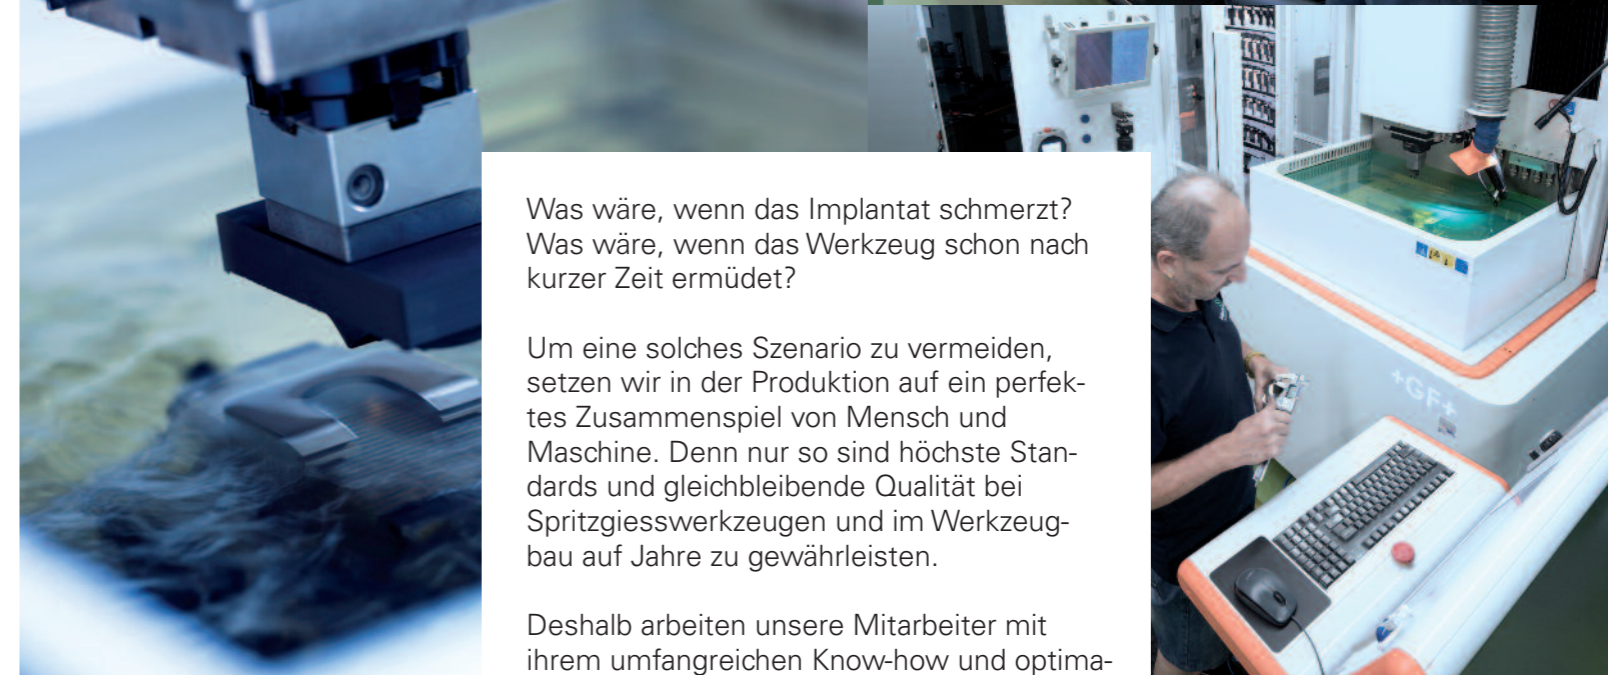 Was wäre, wenn das Implantat schmerzt?
Was wäre, wenn das Werkzeug schon nach
kurzer Zeit ermüdet?
Um eine solches Szenario zu vermeiden,
setzen wir in der Produktion auf ein perfek-
tes Zusammenspiel von Mensch und
Maschine. Denn nur so sind höchste Stan-
dards und gleichbleibende Qualität bei
Spritzgiesswerkzeugen und im Werkzeug-
bau auf Jahre zu gewährleisten.
Deshalb arbeiten unsere Mitarbeiter mit
ihrem umfangreichen Know-how und optima-
+GF+